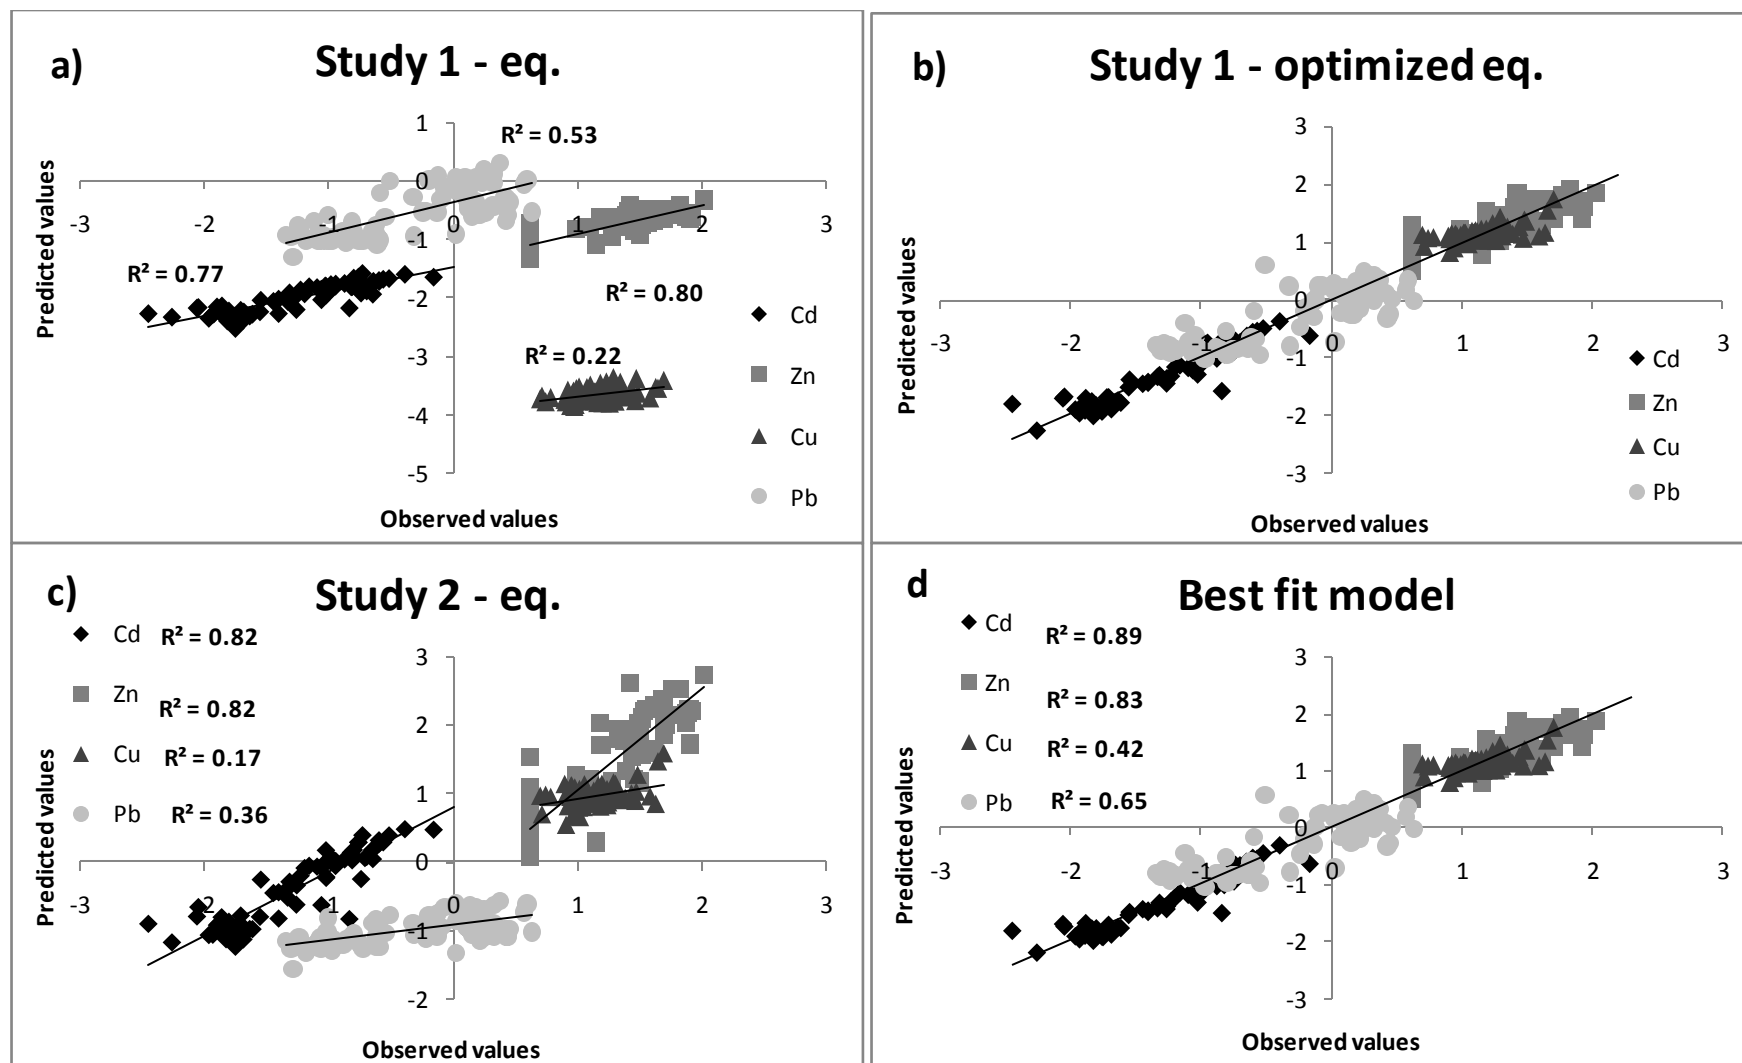 a)
Study 1 - eq.
R² = 0.53
1
0
-3
-2
-1
0
1
2
3
-1
R² = 0.77
-2
R² = 0.80
Cd
-3
R² = 0.22
Zn
-4
Cu
-5
Pb
Predicted values
Observed values
b)
Study 1 - optimized eq.
3
2
1
0
-3
-2
-1
0
1
2
3
-1
-2
-3
Cd
Zn
Cu
Pb
Predicted values
Observed values
c)
Study 2 - eq.
Cd R² = 0.82
Zn R² = 0.82
Cu R² = 0.17
Pb R² = 0.36
3
2
1
0
-3
-2
-1
0
1
2
3
-1
-2
Predicted values
Observed values
d
Best fit model
Cd R² = 0.89
Zn R² = 0.83
Cu R² = 0.42
Pb R² = 0.65
3
2
1
0
-3
-2
-1
0
1
2
3
-1
-2
-3
Predicted values
Observed values